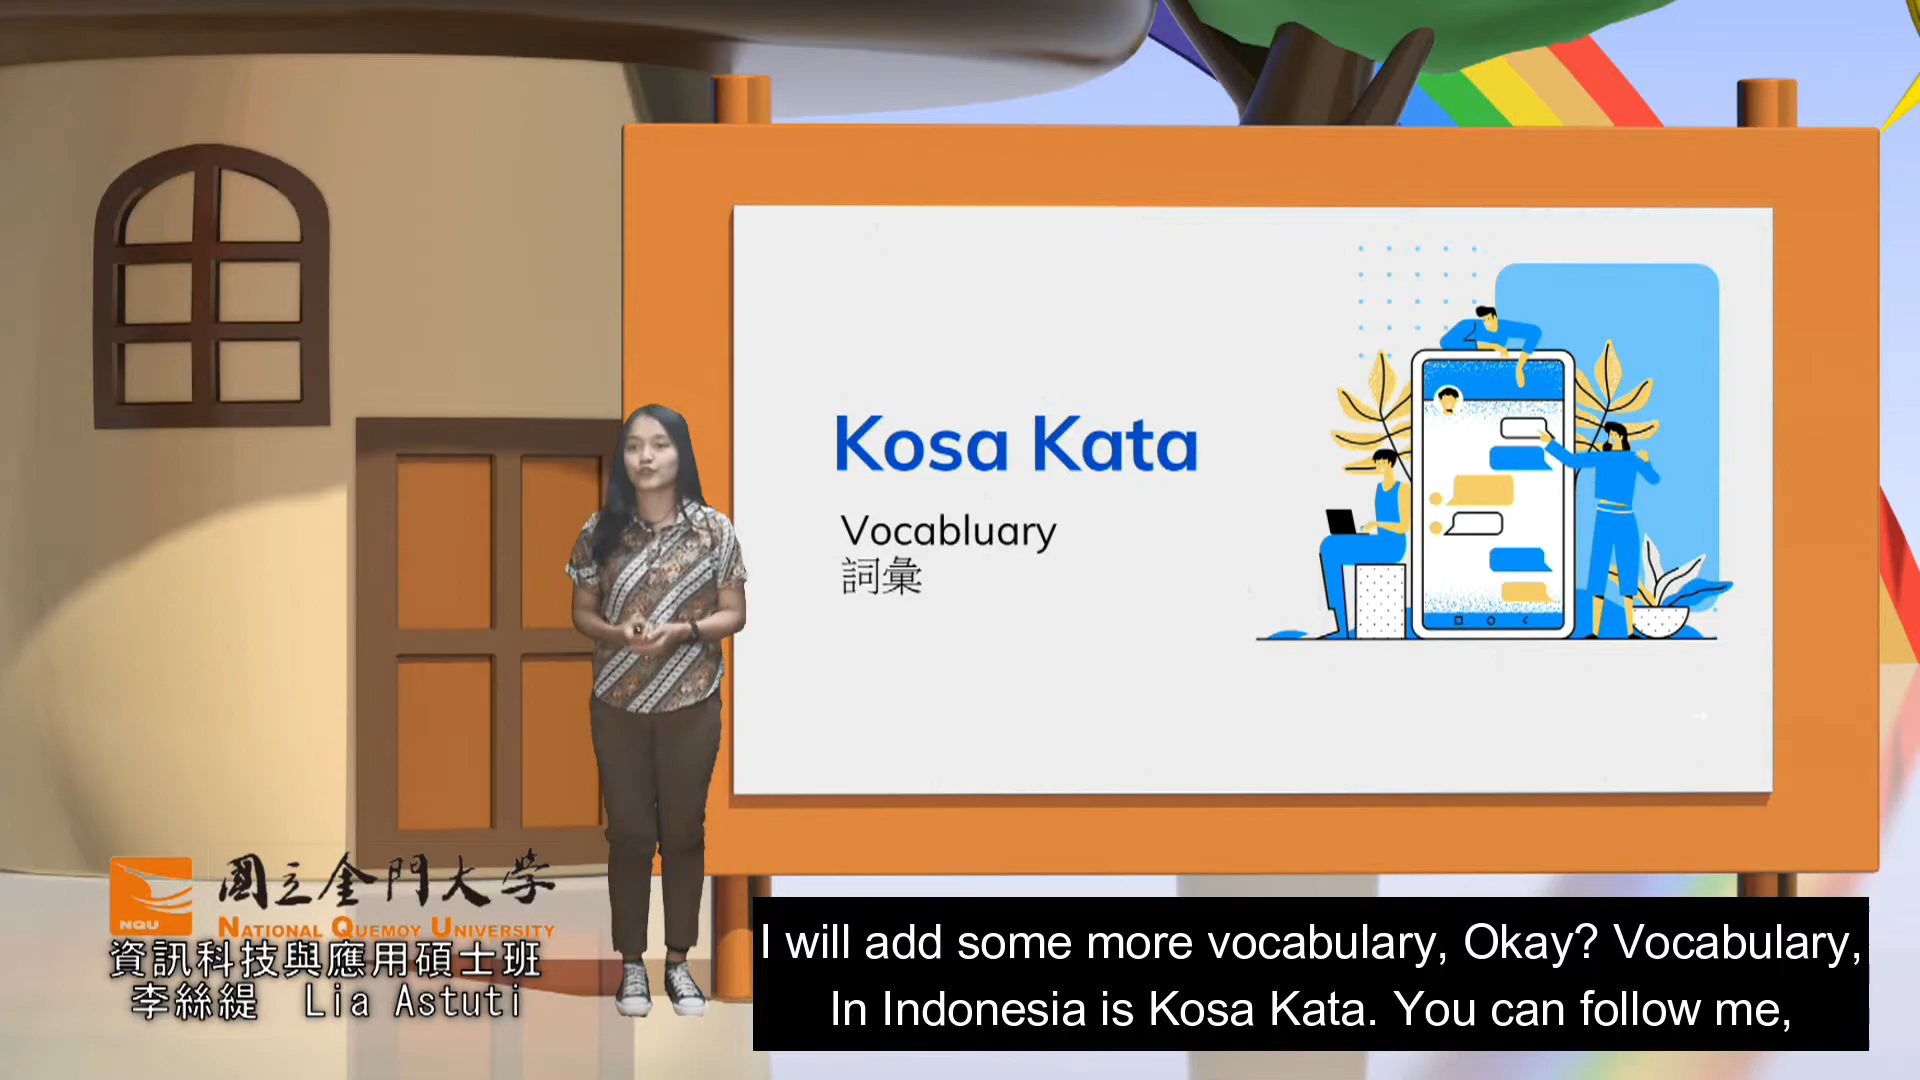 Kosa Kata
Vocabluary
詞彙
NQU
國立金門大學
NATIONAL QUEMOY UNIVERSITY
資訊科技與應用碩士班
李絲緹 Lia Astuti
I will add some more vocabulary, Okay? Vocabulary,
In Indonesia is Kosa Kata. You can follow me,